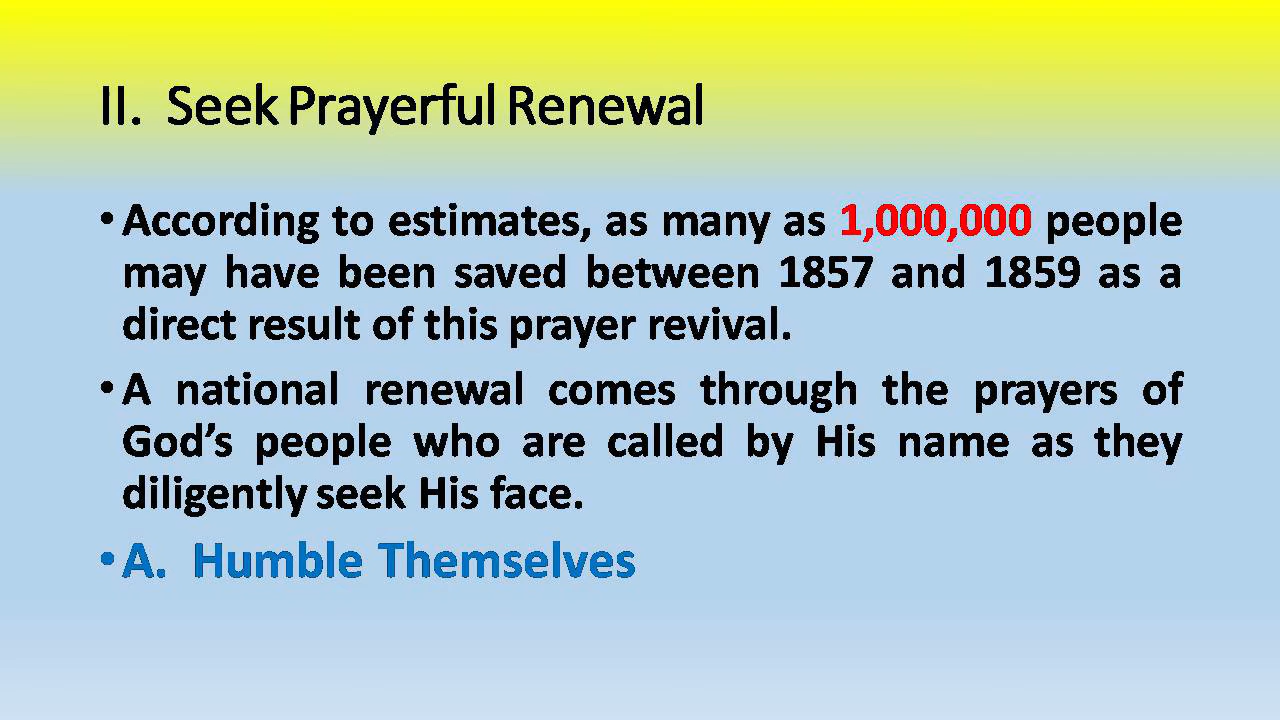 II. Seek Prayerful Renewal
• According to estimates, as many as 1,000,000 people
may have been saved between 1857 and 1859 as a
direct result of this prayer revival.
• A national renewal comes through the prayers of
God’s people who are called by His name as they
diligently seek His face.
• A. Humble Themselves